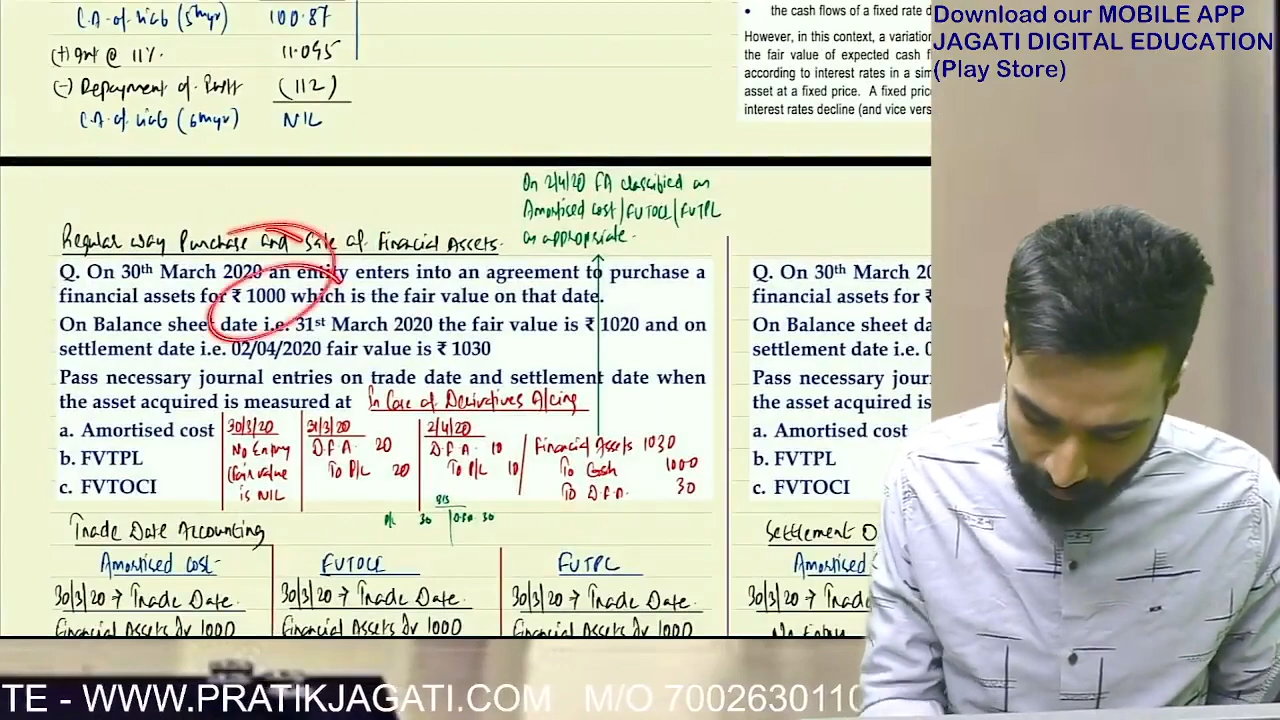 C.A. of liab (5th yr) 100.87
(+) Int @ 11% 11.095
(-) Repayment of
(112)
C.A. of liab (6th yr) NIL
the cash flows of a fixed rate d
However, in this context, a variation
the fair value of expected cash f
according to interest rates in a sim
asset at a fixed price. A fixed price
interest rates decline (and vice vers
Download our MOBILE APP
JAGATI DIGITAL EDUCATION
(Play Store)
On 2/4/20 FA classified as
Amortised cost/FVTOCI/FVTPL
as appropriate.
Regular way Purchase and Sale of Financial Assets.
Q. On 30th March 2020 an entity enters into an agreement to purchase a
financial assets for ₹ 1000 which is the fair value on that date.
On Balance sheet date i.e. 31st March 2020 the fair value is ₹ 1020 and on
settlement date i.e. 02/04/2020 fair value is ₹ 1030
Pass necessary journal entries on trade date and settlement date when
the asset acquired is measured at In Case of Derivatives A/cing
a. Amortised cost
b. FVTPL
c. FVTOCI
30/3/20
No Entry
(fair value
is NIL
31/3/20
D.F.A. 20
To P/L 20
2/4/20
D.F.A. 10
To P/L 10
Financial Assets 1030
To Cash 1000
To D.F.A. 30
B/S
P/L 30 D.F.A 30
Q. On 30th March 20
financial assets for ₹
On Balance sheet da
settlement date i.e. 0
Pass necessary journ
the asset acquired is
a. Amortised cost
b. FVTPL
c. FVTOCI
Trade Date Accounting
Amortised cost
30/3/20 → Trade Date.
Financial Assets Dr 1000
FVTOCI
30/3/20 → Trade Date.
Financial Assets Dr 1000
FVTPL
30/3/20 → Trade Date.
Financial Assets Dr 1000
Settlement D
Amortised
30/3/20 → Trade
No Entry
TE - WWW.PRATIKJAGATI.COM M/O 7002630110